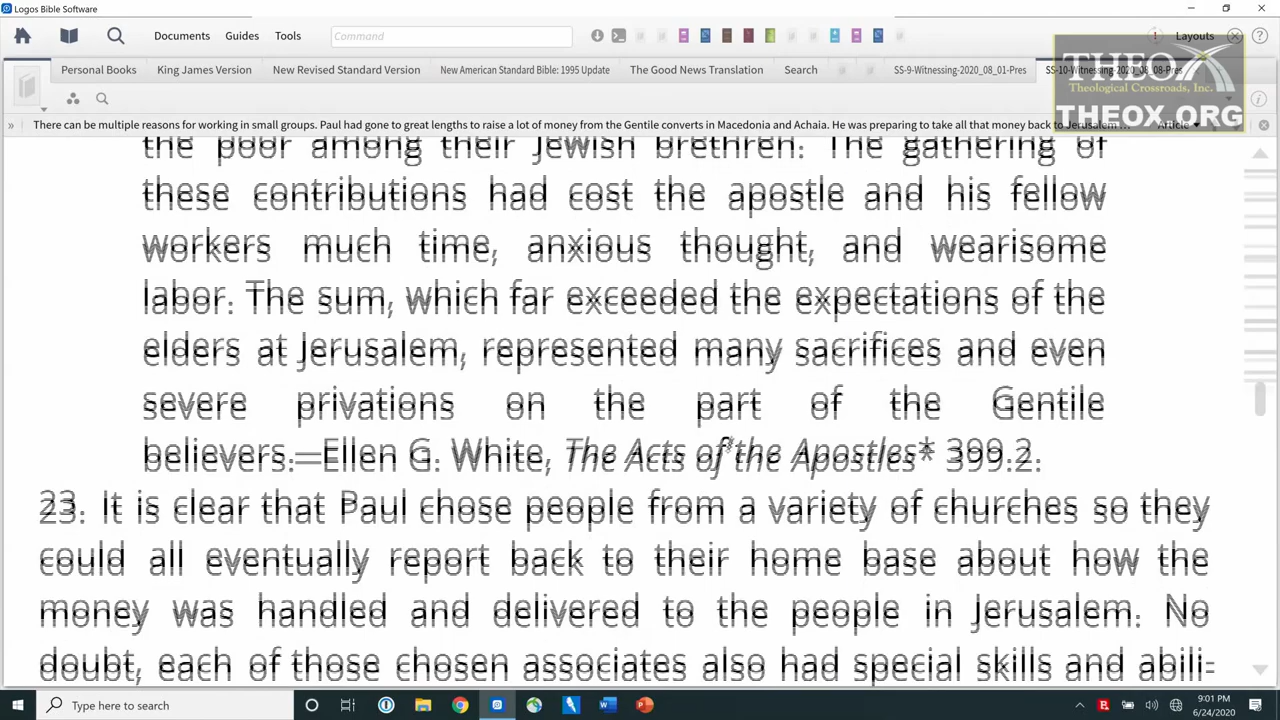 Logos Bible Software
Documents Guides Tools Command Layouts
Personal Books King James Version New Revised Stan American Standard Bible: 1995 Update The Good News Translation Search SS-9-Witnessing-2020_08_01-Pres SS-10-Witnessing-2020_08_08-Pres
THEOX
Theological Crossroads, Inc.
THEOX.ORG
» There can be multiple reasons for working in small groups. Paul had gone to great lengths to raise a lot of money from the Gentile converts in Macedonia and Achaia. He was preparing to take all that money back to Jerusalem ... Article
the poor among their Jewish brethren. The gathering of
these contributions had cost the apostle and his fellow
workers much time, anxious thought, and wearisome
labor. The sum, which far exceeded the expectations of the
elders at Jerusalem, represented many sacrifices and even
severe privations on the part of the Gentile
believers.—Ellen G. White, The Acts of the Apostles* 399.2.
23. It is clear that Paul chose people from a variety of churches so they
could all eventually report back to their home base about how the
money was handled and delivered to the people in Jerusalem. No
doubt, each of those chosen associates also had special skills and abili-
Type here to search
9:01 PM
6/24/2020